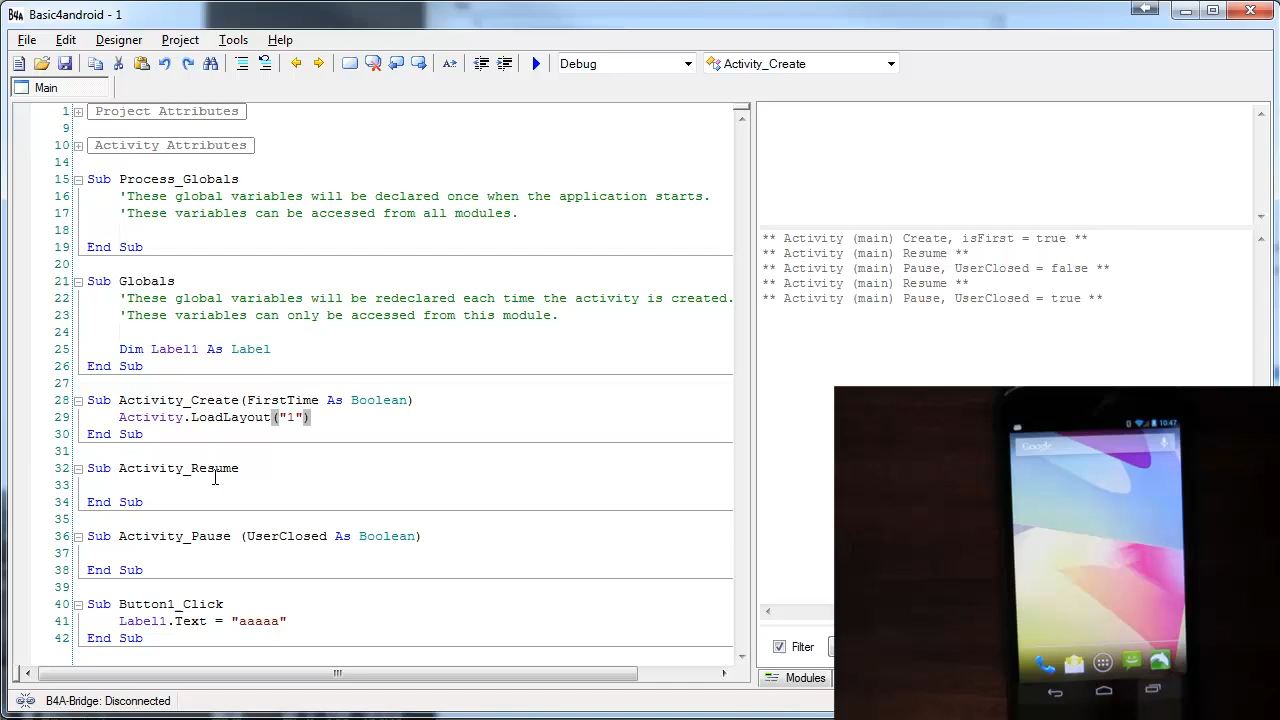 B4A Basic4android - 1
File Edit Designer Project Tools Help
Debug Activity_Create
Main
1 Project Attributes
9
10 Activity Attributes
14
15 Sub Process_Globals
16 'These global variables will be declared once when the application starts.
17 'These variables can be accessed from all modules.
18
19 End Sub
20
21 Sub Globals
22 'These global variables will be redeclared each time the activity is created.
23 'These variables can only be accessed from this module.
24
25 Dim Label1 As Label
26 End Sub
27
28 Sub Activity_Create(FirstTime As Boolean)
29 Activity.LoadLayout("1")
30 End Sub
31
32 Sub Activity_Resume
33
34 End Sub
35
36 Sub Activity_Pause (UserClosed As Boolean)
37
38 End Sub
39
40 Sub Button1_Click
41 Label1.Text = "aaaaa"
42 End Sub
** Activity (main) Create, isFirst = true **
** Activity (main) Resume **
** Activity (main) Pause, UserClosed = false **
** Activity (main) Resume **
** Activity (main) Pause, UserClosed = true **
Filter
Modules
B4A-Bridge: Disconnected
10:47
Google